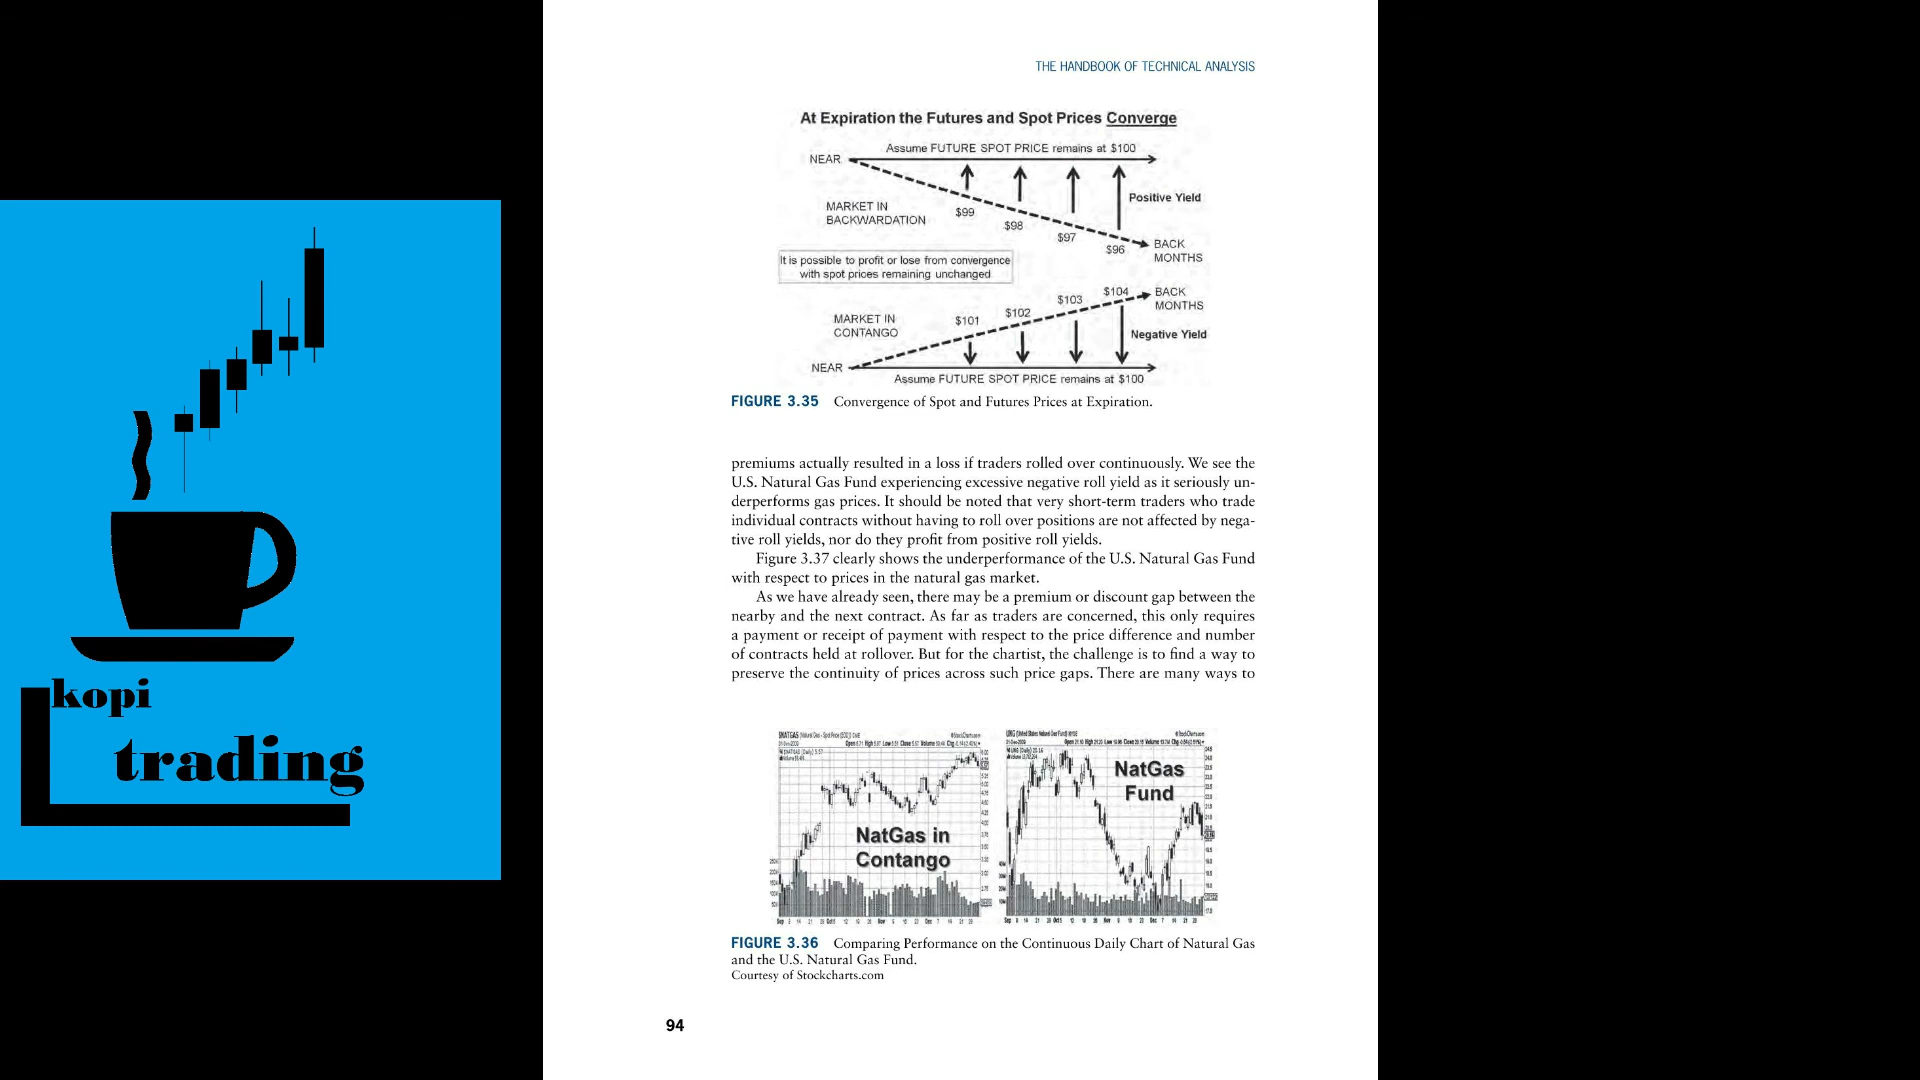 kopi
trading
THE HANDBOOK OF TECHNICAL ANALYSIS
At Expiration the Futures and Spot Prices Converge
Assume FUTURE SPOT PRICE remains at $100
NEAR
Positive Yield
MARKET IN
BACKWARDATION
$99
$98
$97
$96
BACK
MONTHS
It is possible to profit or lose from convergence
with spot prices remaining unchanged
$104
BACK
MONTHS
$103
$102
$101
MARKET IN
CONTANGO
Negative Yield
NEAR
Assume FUTURE SPOT PRICE remains at $100
FIGURE 3.35 Convergence of Spot and Futures Prices at Expiration.
premiums actually resulted in a loss if traders rolled over continuously. We see the
U.S. Natural Gas Fund experiencing excessive negative roll yield as it seriously un-
derperforms gas prices. It should be noted that very short-term traders who trade
individual contracts without having to roll over positions are not affected by nega-
tive roll yields, nor do they profit from positive roll yields.
Figure 3.37 clearly shows the underperformance of the U.S. Natural Gas Fund
with respect to prices in the natural gas market.
As we have already seen, there may be a premium or discount gap between the
nearby and the next contract. As far as traders are concerned, this only requires
a payment or receipt of payment with respect to the price difference and number
of contracts held at rollover. But for the chartist, the challenge is to find a way to
preserve the continuity of prices across such price gaps. There are many ways to
NatGas in
Contango
NatGas
Fund
FIGURE 3.36 Comparing Performance on the Continuous Daily Chart of Natural Gas
and the U.S. Natural Gas Fund.
Courtesy of Stockcharts.com
94